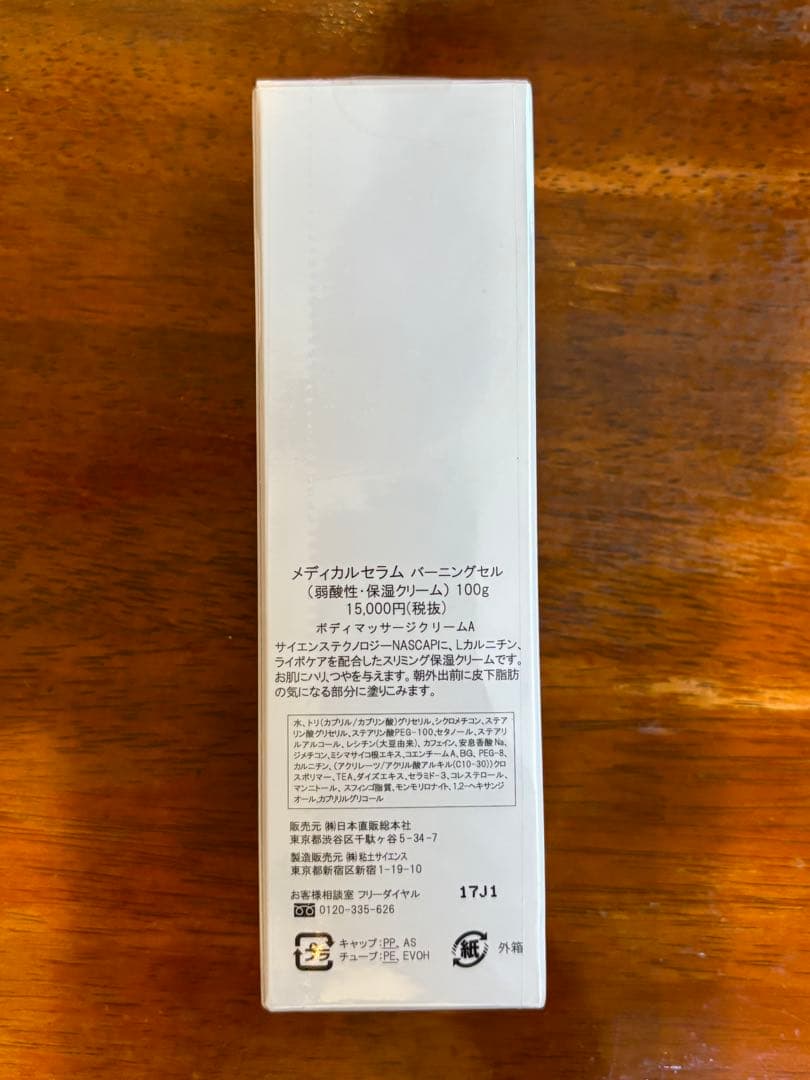 メディカルセラム バーニングセル
（弱酸性・保湿クリーム）100g
15,000円(税抜)
ボディマッサージクリームA
サイエンステクノロジーNASCAPに、Lカルニチン、
ライポケアを配合したスリミング保湿クリームです。
お肌にハリ、つやを与えます。朝外出前に皮下脂肪
の気になる部分に塗りこみます。
水、トリ(カプリル/カプリン酸)グリセリル、シクロメチコン、ステア
リン酸グリセリル、ステアリン酸PEG-100、セタノール、ステアリ
ルアルコール、レシチン(大豆由来)、カフェイン、安息香酸Na、
ジメチコン、ミシマサイコ根エキス、コエンチームA、BG、PEG-8、
カルニチン、(アクリレーツ/アクリル酸アルキル(C10-30))クロ
スポリマー、TEA、ダイズエキス、セラミド-3、コレステロール、
マンニトール、スフィンゴ脂質、モンモリロナイト、1,2-ヘキサンジ
オール、カプリリルグリコール
販売元 ㈱日本直販総本社
東京都渋谷区千駄ヶ谷5-34-7
製造販売元 ㈱粘土サイエンス
東京都新宿区新宿1-19-10
お客様相談室 フリーダイヤル
0120-335-626
17J1
プラ
キャップ:PP, AS
チューブ:PE, EVOH
紙
外箱